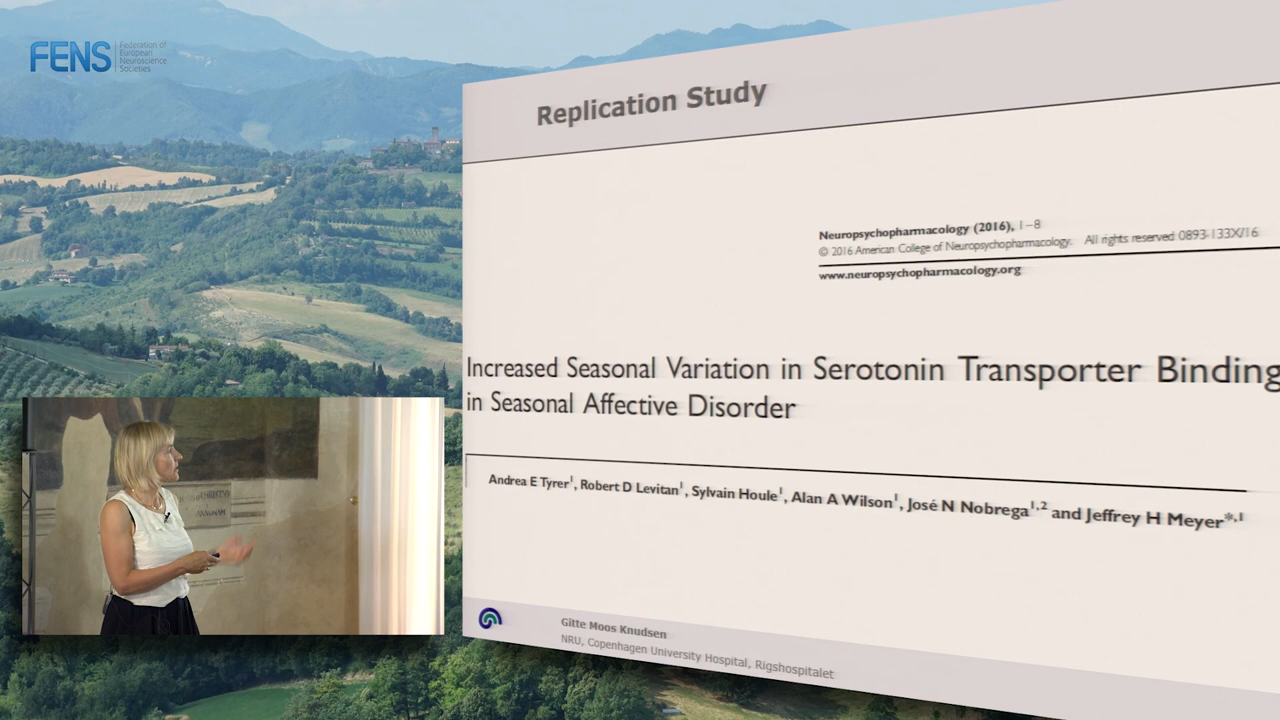 FENS
Federation of
European
Neuroscience
Societies
Replication Study
Neuropsychopharmacology (2016), 1–8
© 2016 American College of Neuropsychopharmacology. All rights reserved 0893-133X/16
www.neuropsychopharmacology.org
Increased Seasonal Variation in Serotonin Transporter Binding
in Seasonal Affective Disorder
Andrea E Tyrer¹, Robert D Levitan¹, Sylvain Houle¹, Alan A Wilson¹, José N Nobrega¹,² and Jeffrey H Meyer*,¹
Gitte Moos Knudsen
NRU, Copenhagen University Hospital, Rigshospitalet